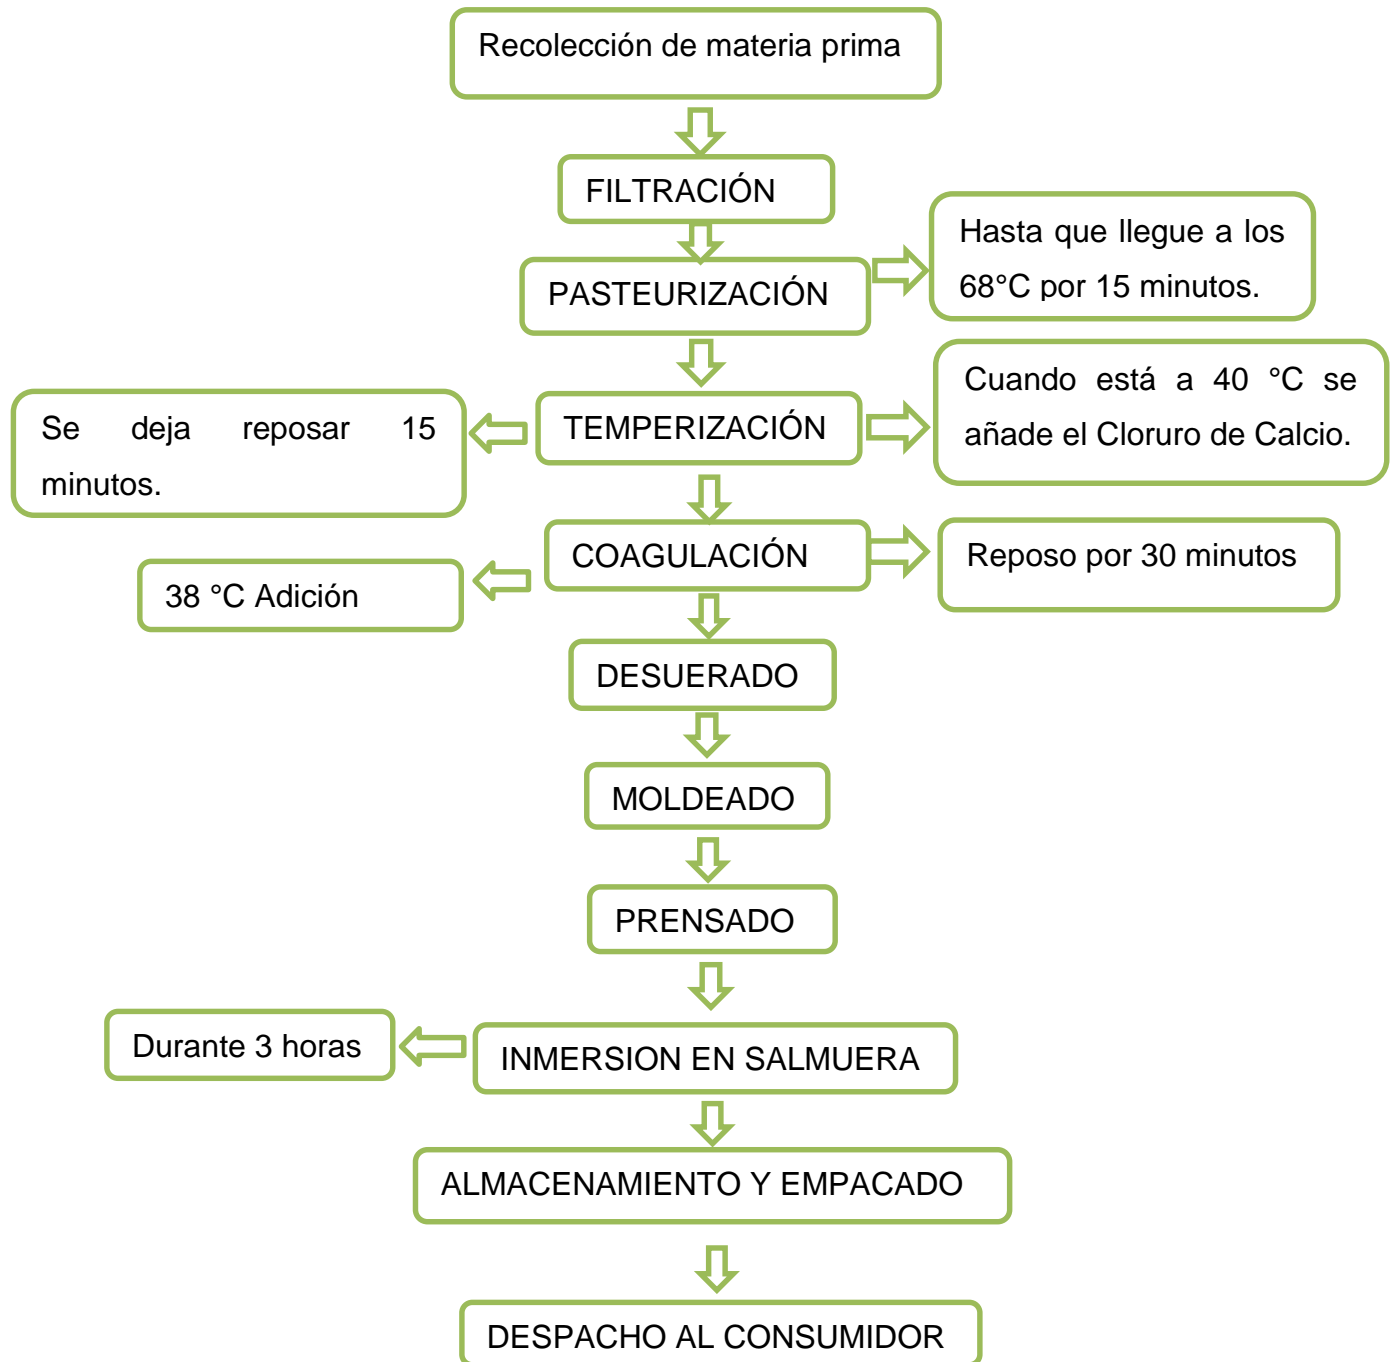 Recolección de materia prima
FILTRACIÓN
PASTEURIZACIÓN
Hasta que llegue a los
68°C por 15 minutos.
TEMPERIZACIÓN
Cuando está a 40 °C se
añade el Cloruro de Calcio.
Se deja reposar 15
minutos.
COAGULACIÓN
Reposo por 30 minutos
38 °C Adición
DESUERADO
MOLDEADO
PRENSADO
INMERSION EN SALMUERA
Durante 3 horas
ALMACENAMIENTO Y EMPACADO
DESPACHO AL CONSUMIDOR